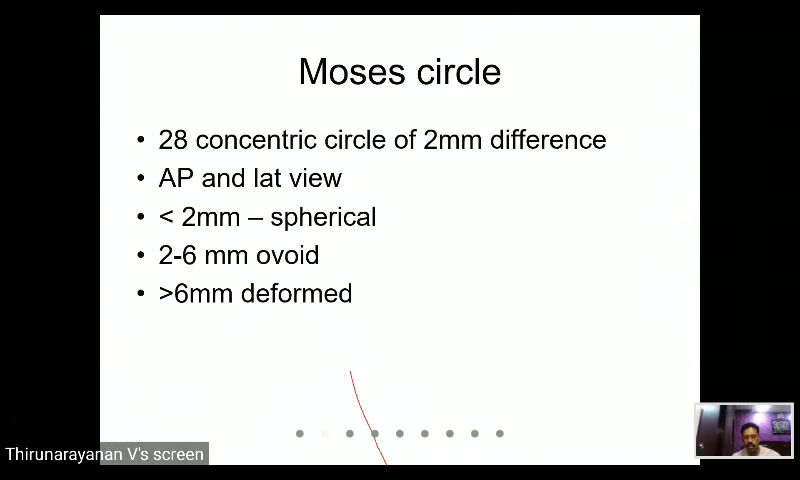 Moses circle
• 28 concentric circle of 2mm difference
• AP and lat view
• < 2mm – spherical
• 2-6 mm ovoid
• >6mm deformed
Thirunarayanan V's screen